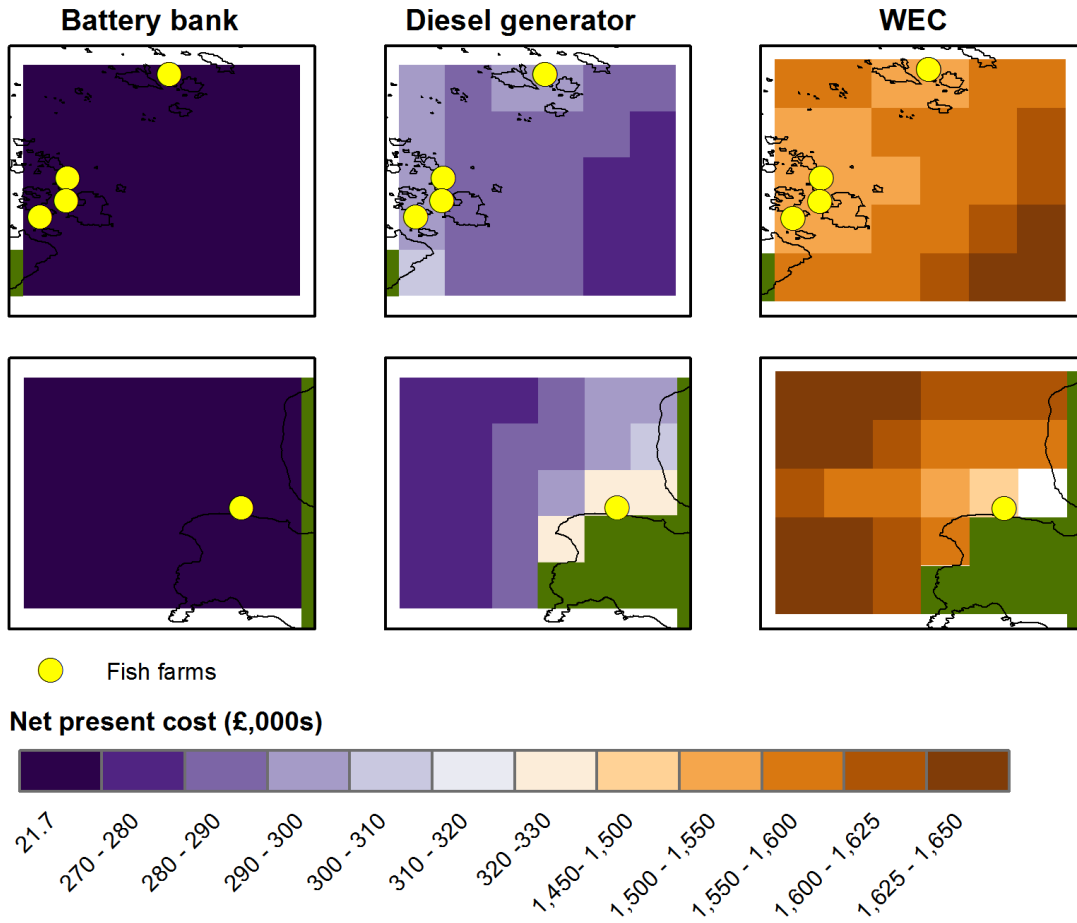 Battery bank
Diesel generator
WEC
Fish farms
Net present cost (£,000s)
21.7
270 - 280
280 - 290
290 - 300
300 - 310
310 - 320
320 -330
1,450- 1,500
1,500 - 1,550
1,550 - 1,600
1,600 - 1,625
1,625 - 1,650